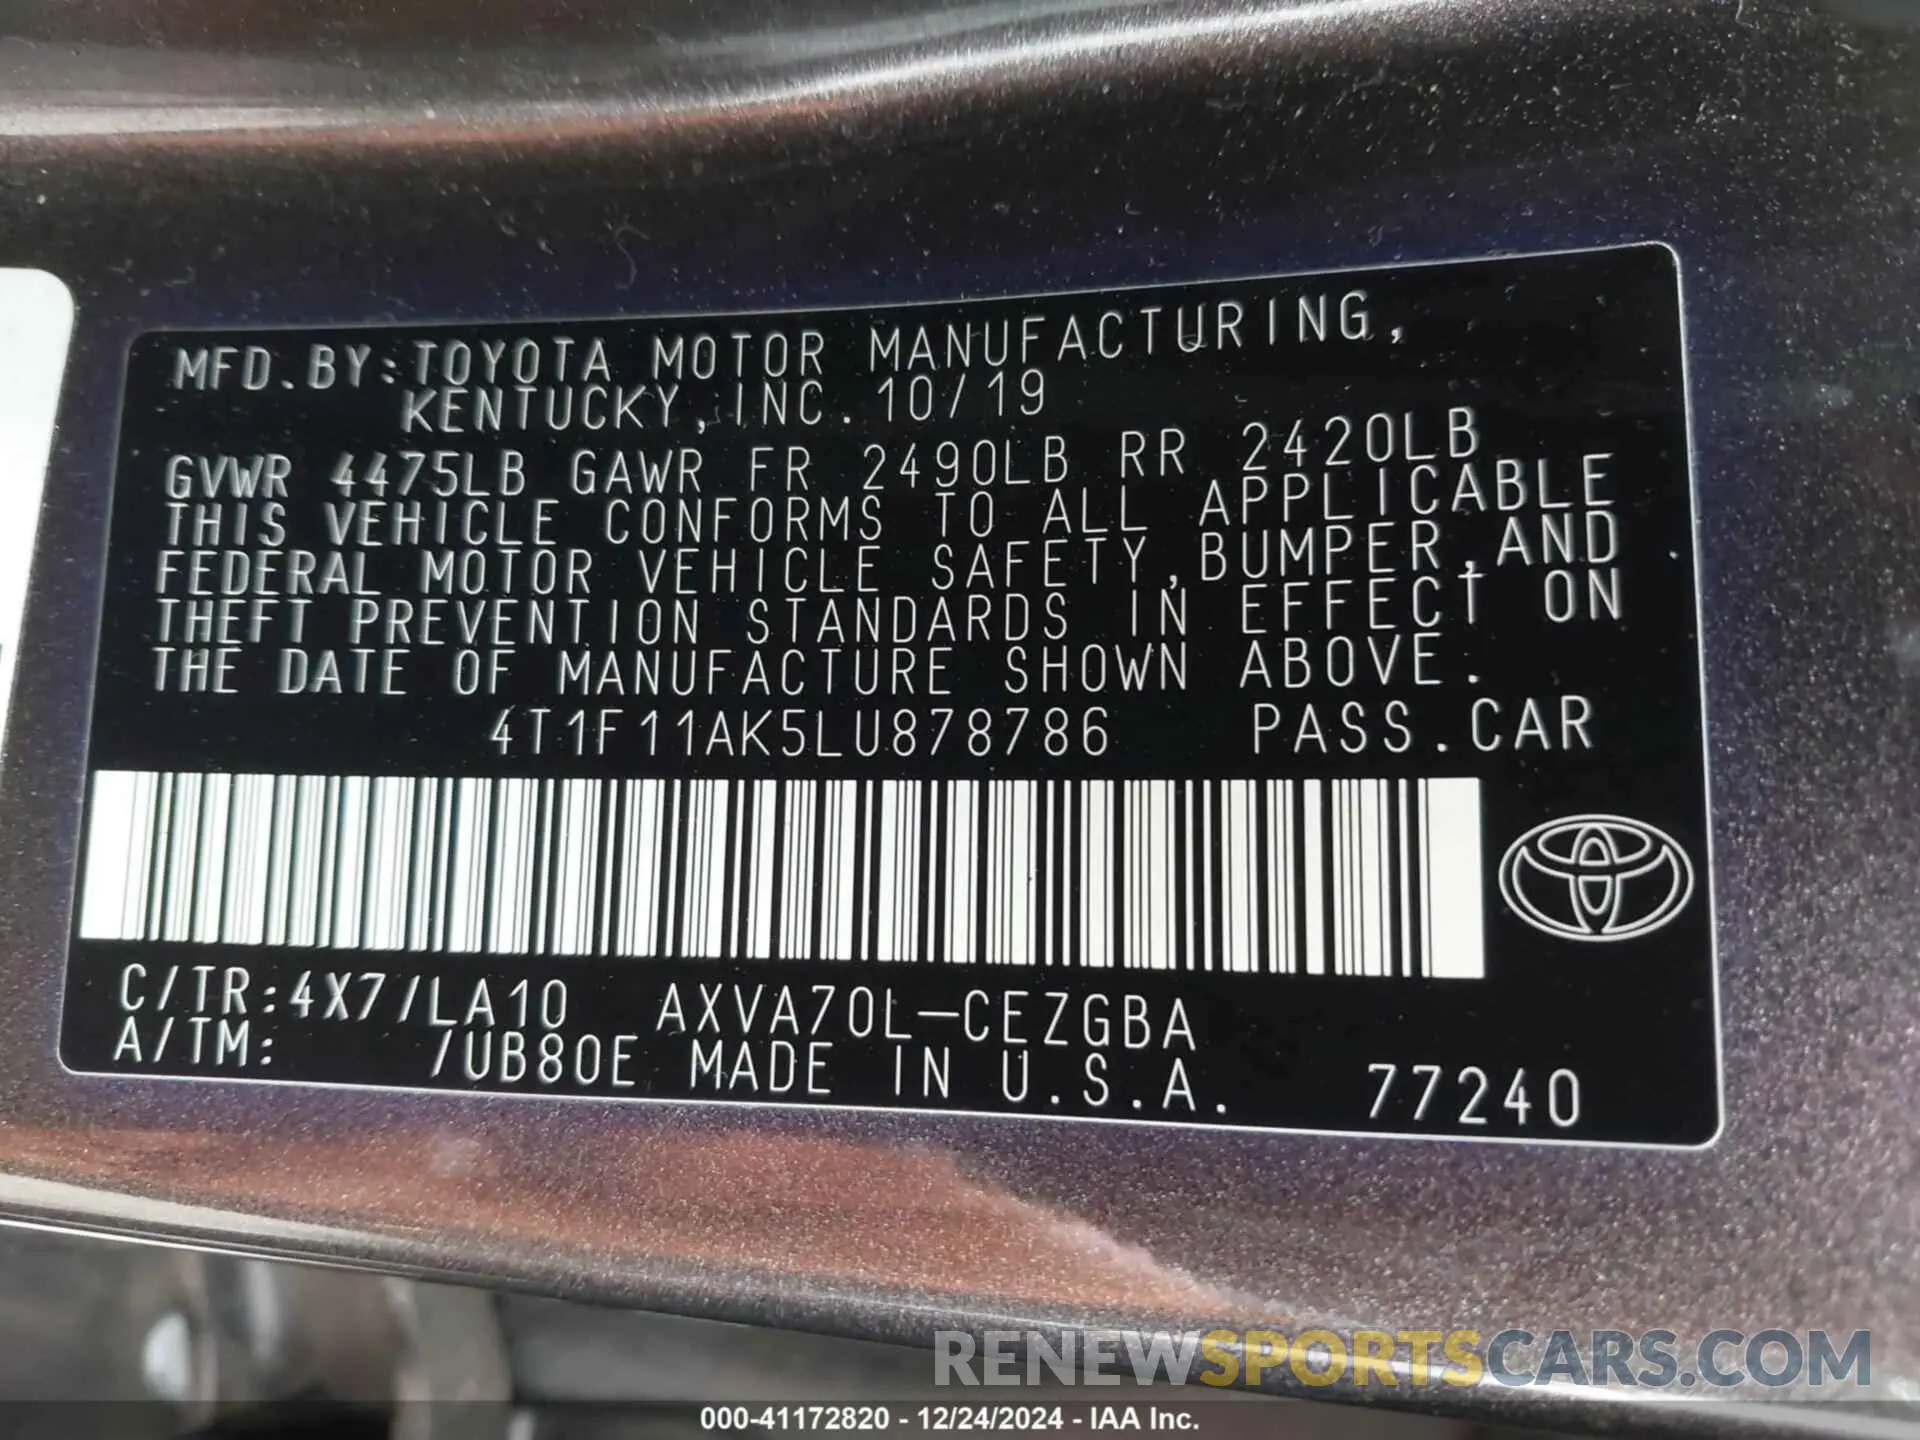 MFD.BY:TOYOTA MOTOR MANUFACTURING,
KENTUCKY,INC.10/19
GVWR 4475LB GAWR FR 2490LB RR 2420LB
THIS VEHICLE CONFORMS TO ALL APPLICABLE
FEDERAL MOTOR VEHICLE SAFETY,BUMPER,AND
THEFT PREVENTION STANDARDS IN EFFECT ON
THE DATE OF MANUFACTURE SHOWN ABOVE.
4T1F11AK5LU878786 PASS.CAR
C/TR:4X7/LA10 AXVA70L-CEZGBA
A/TM: /UB80E MADE IN U.S.A. 77240
RENEWSPORTSCARS.COM
000-41172820 - 12/24/2024 - IAA Inc.